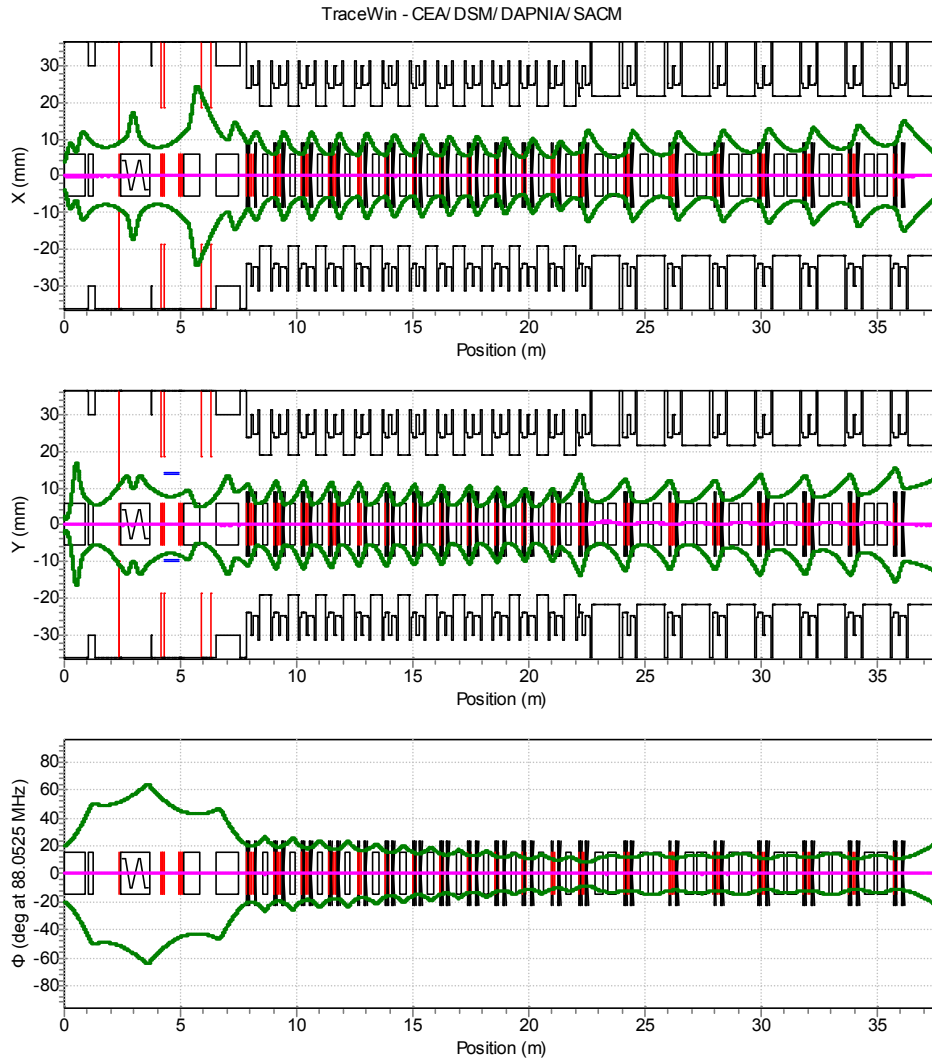 TraceWin - CEA/ DSM/ DAPNIA/ SACM
X (mm)
30
20
10
0
-10
-20
-30
0 5 10 15 20 25 30 35
Position (m)
Y (mm)
30
20
10
0
-10
-20
-30
0 5 10 15 20 25 30 35
Position (m)
Φ (deg at 88.0525 MHz)
80
60
40
20
0
-20
-40
-60
-80
0 5 10 15 20 25 30 35
Position (m)